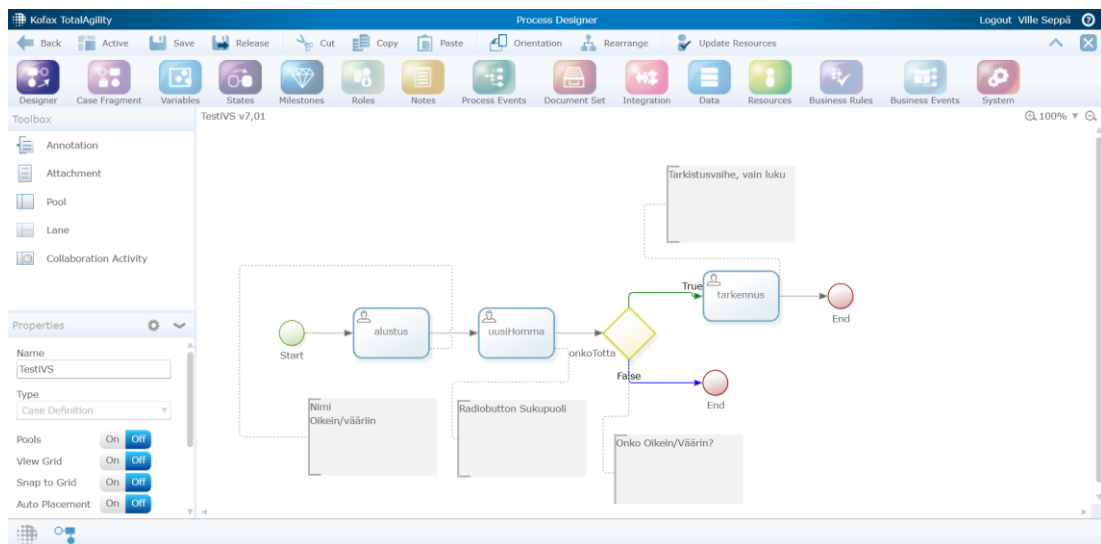 Kofax TotalAgility
Process Designer
Logout Ville Seppä
Back
Active
Save
Release
Cut
Copy
Paste
Orientation
Rearrange
Update Resources
Designer
Case Fragment
Variables
States
Milestones
Roles
Notes
Process Events
Document Set
Integration
Data
Resources
Business Rules
Business Events
System
Toolbox
TestiVS v7,01
100%
Annotation
Attachment
Pool
Lane
Collaboration Activity
Tarkistusvaihe, vain luku
True
tarkennus
End
alustus
uusiHomma
Start
onkoTotta
False
End
Nimi
Oikein/vääriin
Radiobutton Sukupuoli
Onko Oikein/Väärin?
Properties
Name
TestiVS
Type
Case Definition
Pools On Off
View Grid On Off
Snap to Grid On Off
Auto Placement On Off